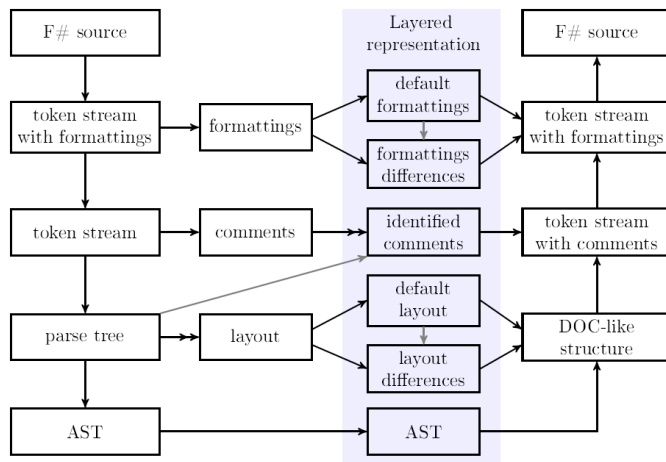 F# source
Layered
representation
F# source
token stream
with formattings
formattings
default
formattings
formattings
differences
token stream
with formattings
token stream
comments
identified
comments
token stream
with comments
parse tree
layout
default
layout
layout
differences
DOC-like
structure
AST
AST